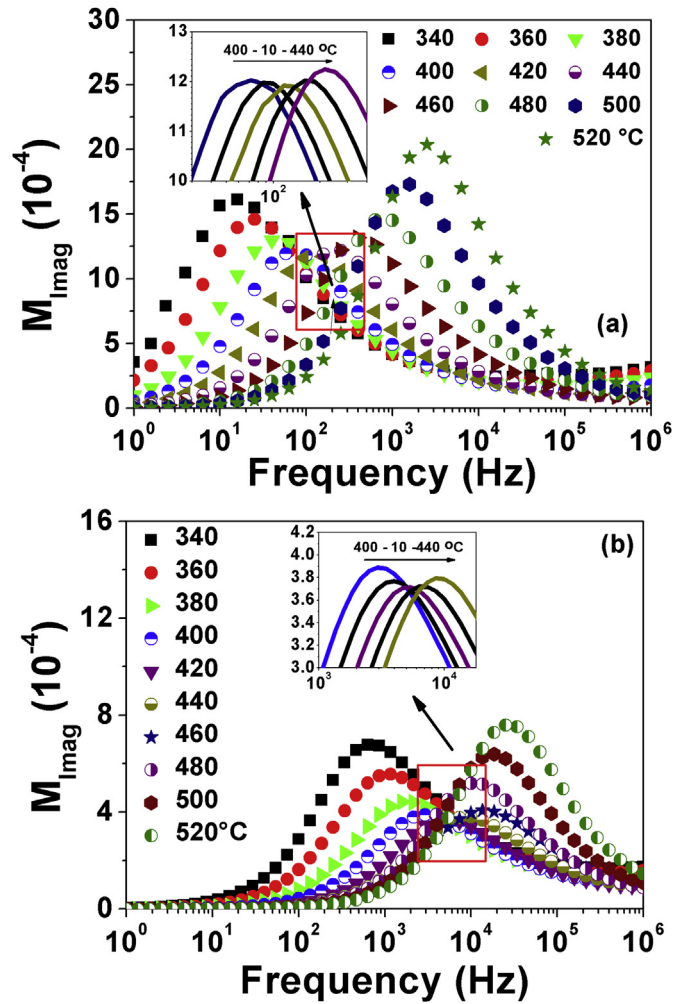 400 - 10 - 440 ºC
12
11
10
10²
340 360 380
400 420 440
460 480 500
520 °C
30
25
20
15
10
5
0
M_Imag (10⁻⁴)
(a)
10⁰ 10¹ 10² 10³ 10⁴ 10⁵ 10⁶
Frequency (Hz)
16
12
8
4
0
M_Imag (10⁻⁴)
340
360
380
400
420
440
460
480
500
520°C
400 - 10 -440 ºC
4.2
4.0
3.8
3.6
3.4
3.2
3.0
10³ 10⁴
(b)
10⁰ 10¹ 10² 10³ 10⁴ 10⁵ 10⁶
Frequency (Hz)